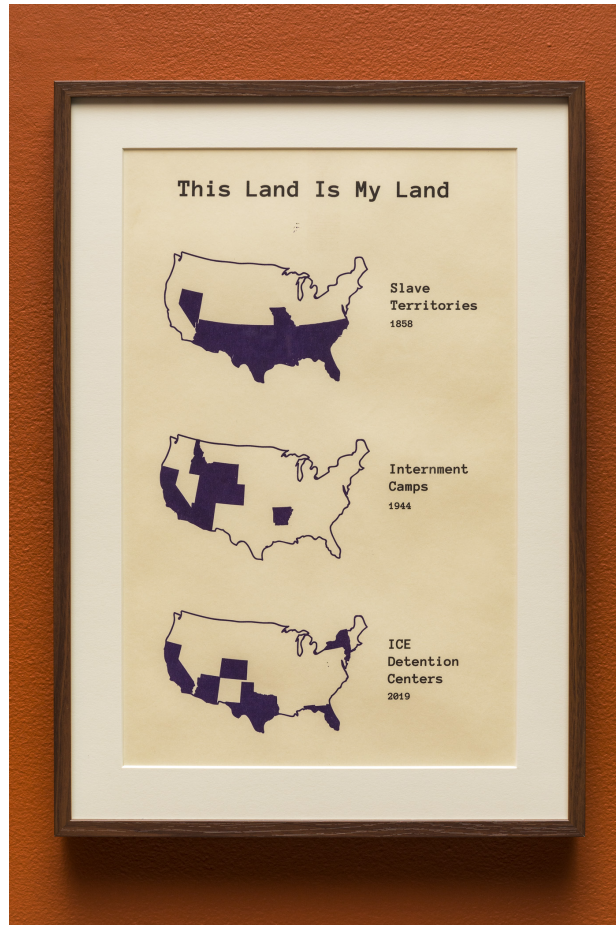 This Land Is My Land
Slave
Territories
1858
Internment
Camps
1944
ICE
Detention
Centers
2019